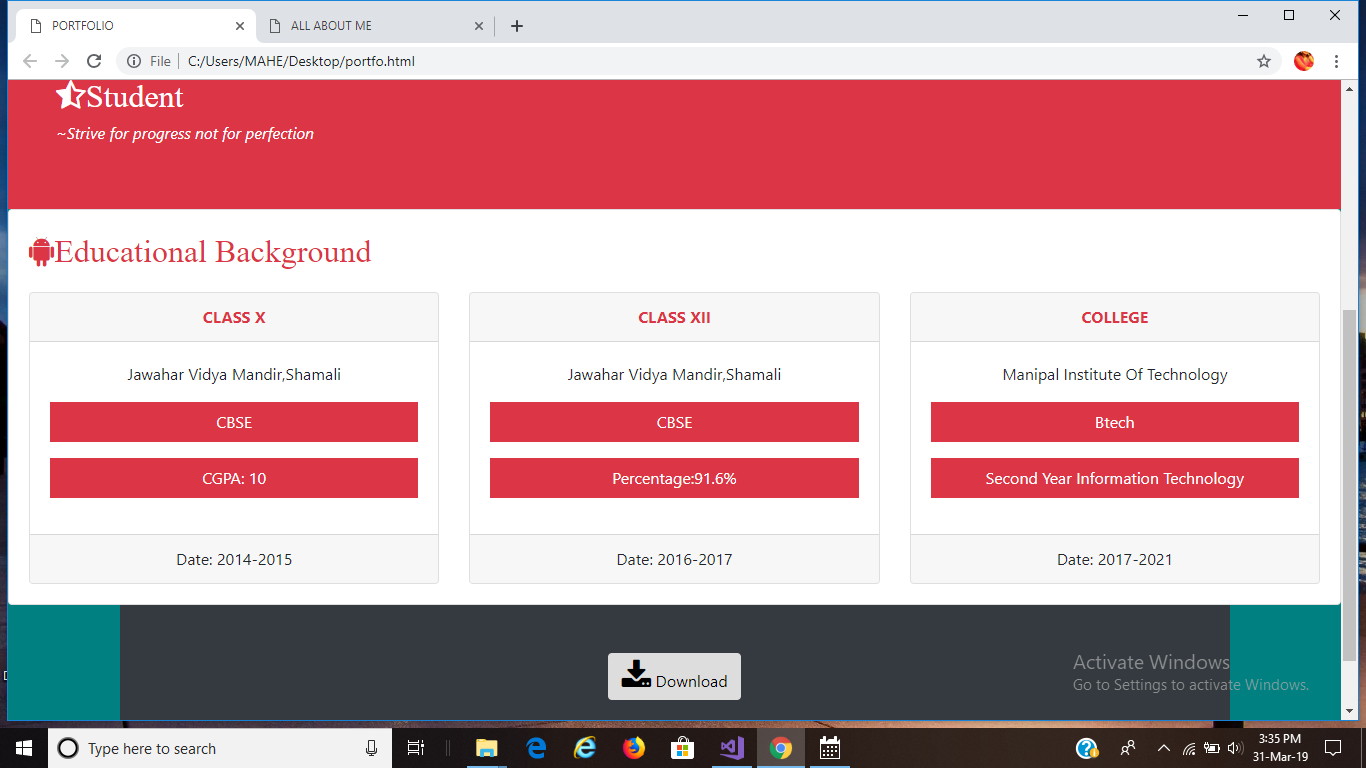 PORTFOLIO
ALL ABOUT ME
File
C:/Users/MAHE/Desktop/portfo.html
Student
~Strive for progress not for perfection
Educational Background
CLASS X
Jawahar Vidya Mandir,Shamali
CBSE
CGPA: 10
Date: 2014-2015
CLASS XII
Jawahar Vidya Mandir,Shamali
CBSE
Percentage:91.6%
Date: 2016-2017
COLLEGE
Manipal Institute Of Technology
Btech
Second Year Information Technology
Date: 2017-2021
Download
Activate Windows
Go to Settings to activate Windows.
Type here to search
3:35 PM
31-Mar-19